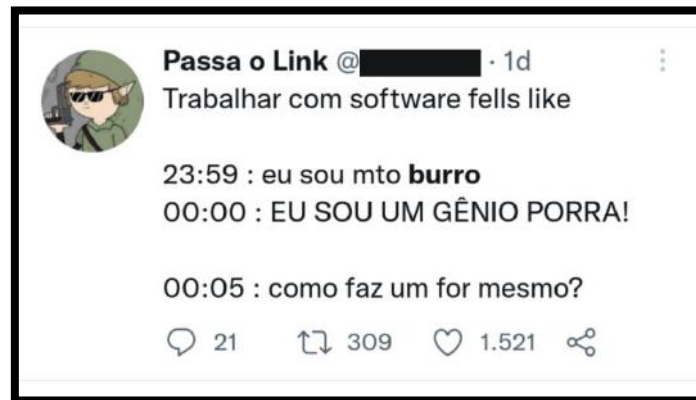 Passa o Link @ · 1d
Trabalhar com software fells like
23:59 : eu sou mto burro
00:00 : EU SOU UM GÊNIO PORRA!
00:05 : como faz um for mesmo?
21 309 1.521